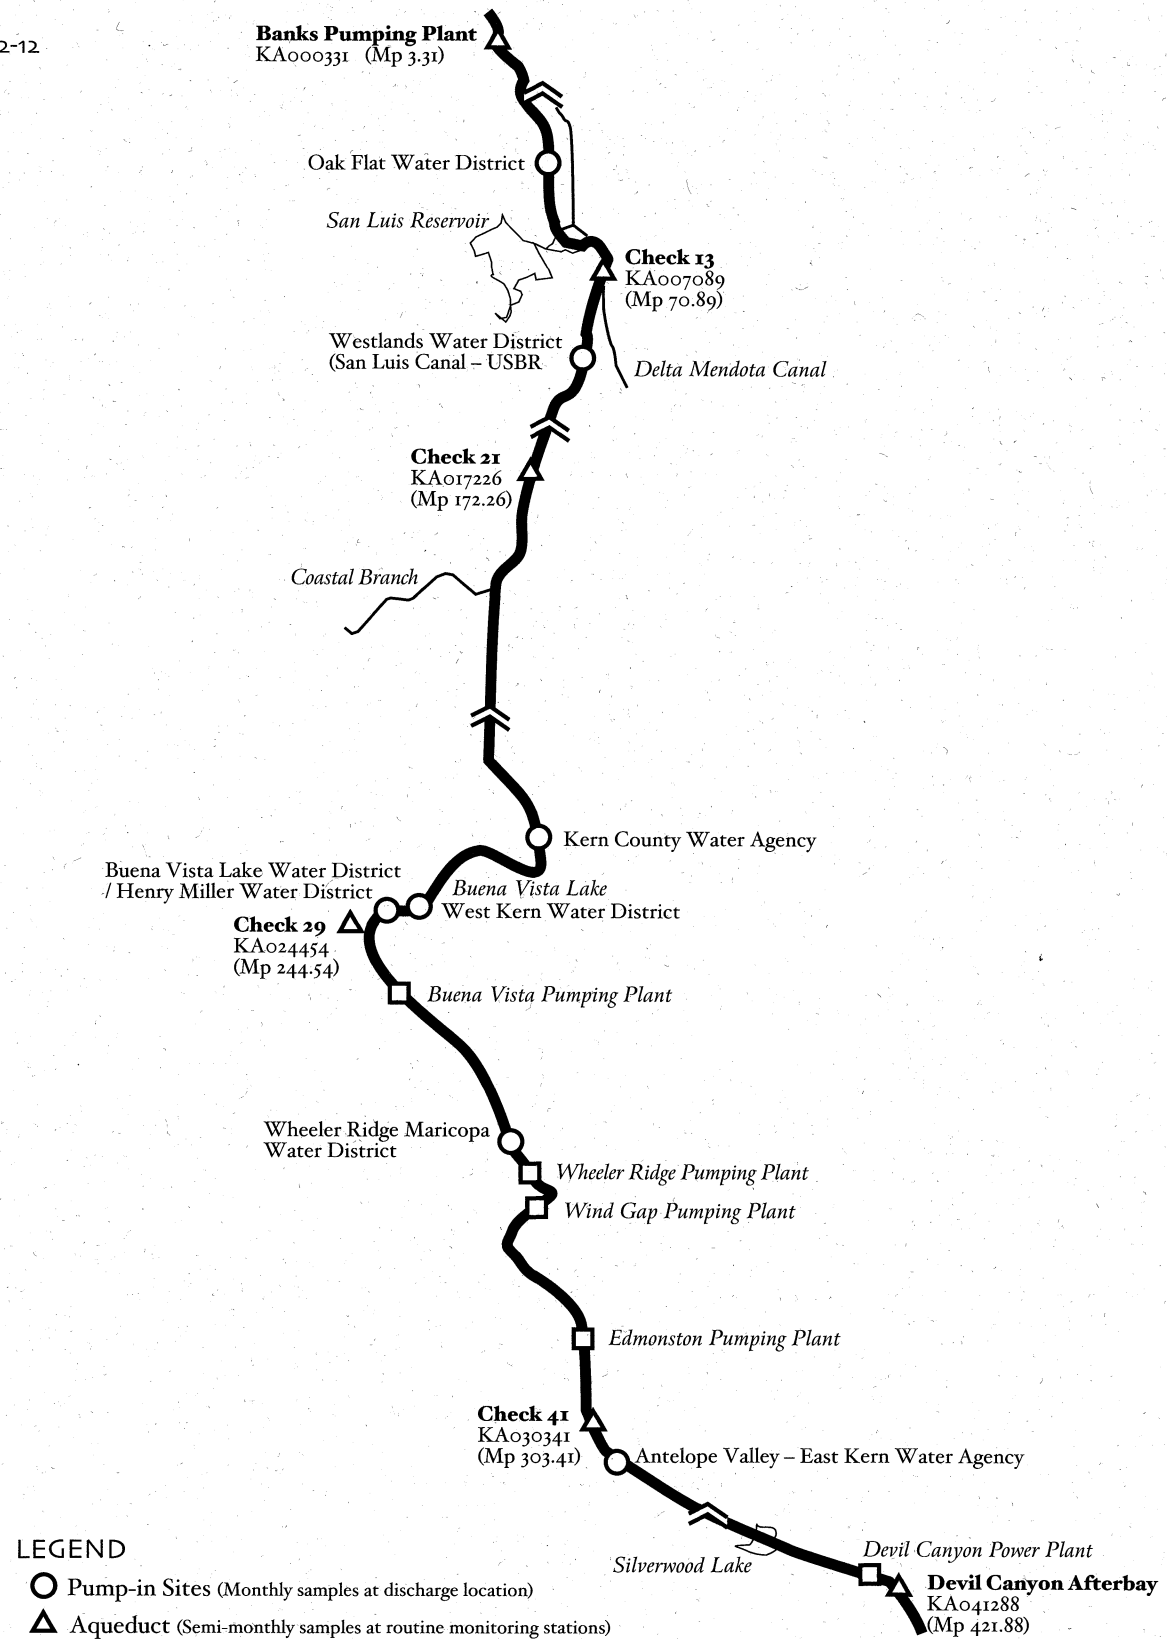 2-12
Banks Pumping Plant
KA000331 (Mp 3.31)
Oak Flat Water District
San Luis Reservoir
Check 13
KA007089
(Mp 70.89)
Westlands Water District
(San Luis Canal – USBR
Delta Mendota Canal
Check 21
KA017226
(Mp 172.26)
Coastal Branch
Kern County Water Agency
Buena Vista Lake Water District
/ Henry Miller Water District
Buena Vista Lake
West Kern Water District
Check 29
KA024454
(Mp 244.54)
Buena Vista Pumping Plant
Wheeler Ridge Maricopa
Water District
Wheeler Ridge Pumping Plant
Wind Gap Pumping Plant
Edmonston Pumping Plant
Check 41
KA030341
(Mp 303.41)
Antelope Valley – East Kern Water Agency
Silverwood Lake
Devil Canyon Power Plant
Devil Canyon Afterbay
KA041288
(Mp 421.88)
LEGEND
Pump-in Sites (Monthly samples at discharge location)
Aqueduct (Semi-monthly samples at routine monitoring stations)